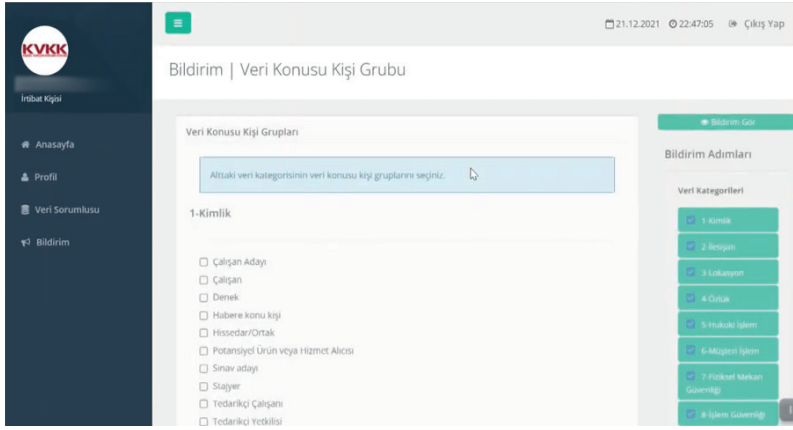 21.12.2021 22:47:05 Çıkış Yap
KVKK
Bildirim | Veri Konusu Kişi Grubu
İrtibat Kişisi
Anasayfa
Profil
Veri Sorumlusu
Bildirim
Veri Konusu Kişi Grupları
Alttaki veri kategorisinin veri konusu kişi gruplarını seçiniz.
1-Kimlik
Çalışan Adayı
Çalışan
Denek
Habere konu kişi
Hissedar/Ortak
Potansiyel Ürün veya Hizmet Alıcısı
Sınav adayı
Stajyer
Tedarikçi Çalışanı
Tedarikçi Yetkilisi
Bildirim Gör
Bildirim Adımları
Veri Kategorileri
1-Kimlik
2-İletişim
3-Lokasyon
4-Özlük
5-Hukuki İşlem
6-Müşteri İşlem
7-Fiziksel Mekan
Güvenliği
8-İşlem Güvenliği